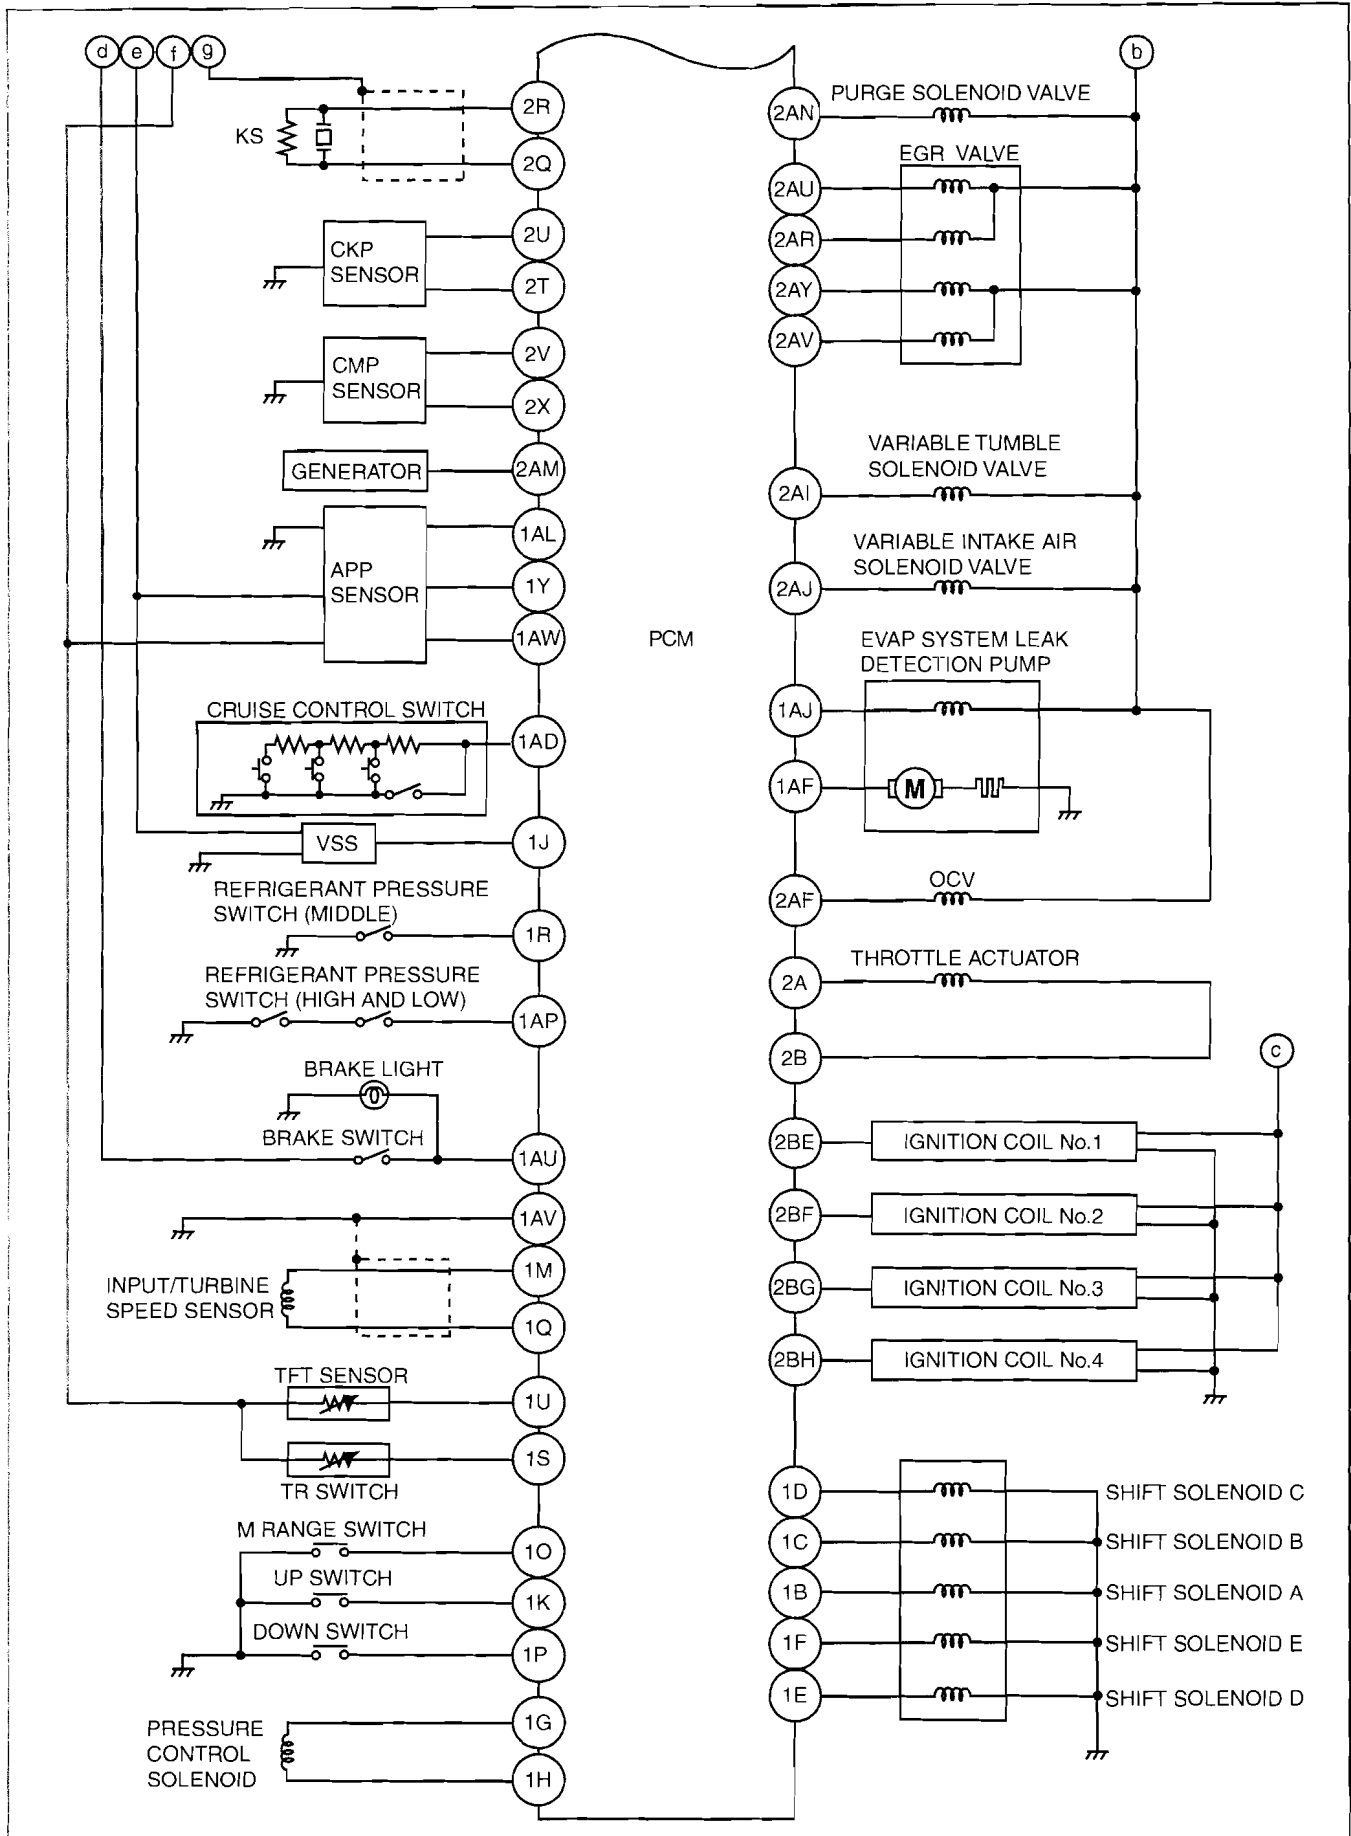 d e f g
b
KS
2R
2Q
CKP
SENSOR
2U
2T
CMP
SENSOR
2V
2X
GENERATOR
2AM
APP
SENSOR
1AL
1Y
1AW
CRUISE CONTROL SWITCH
1AD
VSS
1J
REFRIGERANT PRESSURE
SWITCH (MIDDLE)
1R
REFRIGERANT PRESSURE
SWITCH (HIGH AND LOW)
1AP
BRAKE LIGHT
BRAKE SWITCH
1AU
1AV
INPUT/TURBINE
SPEED SENSOR
1M
1Q
TFT SENSOR
1U
1S
TR SWITCH
M RANGE SWITCH
1O
UP SWITCH
1K
DOWN SWITCH
1P
PRESSURE
CONTROL
SOLENOID
1G
1H
PCM
PURGE SOLENOID VALVE
2AN
EGR VALVE
2AU
2AR
2AY
2AV
VARIABLE TUMBLE
SOLENOID VALVE
2AI
VARIABLE INTAKE AIR
SOLENOID VALVE
2AJ
EVAP SYSTEM LEAK
DETECTION PUMP
1AJ
1AF
M
OCV
2AF
THROTTLE ACTUATOR
2A
2B
c
2BE
IGNITION COIL No.1
2BF
IGNITION COIL No.2
2BG
IGNITION COIL No.3
2BH
IGNITION COIL No.4
1D
SHIFT SOLENOID C
1C
SHIFT SOLENOID B
1B
SHIFT SOLENOID A
1F
SHIFT SOLENOID E
1E
SHIFT SOLENOID D